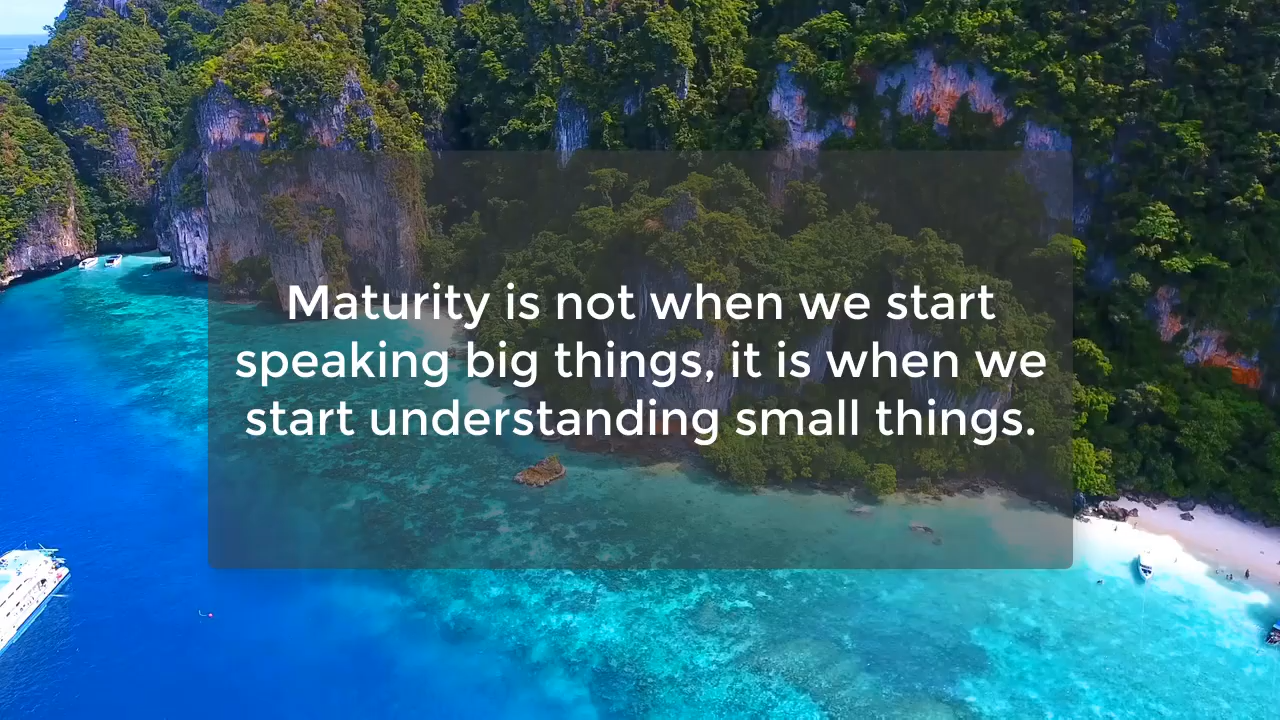 Maturity is not when we start
speaking big things, it is when we
start understanding small things.